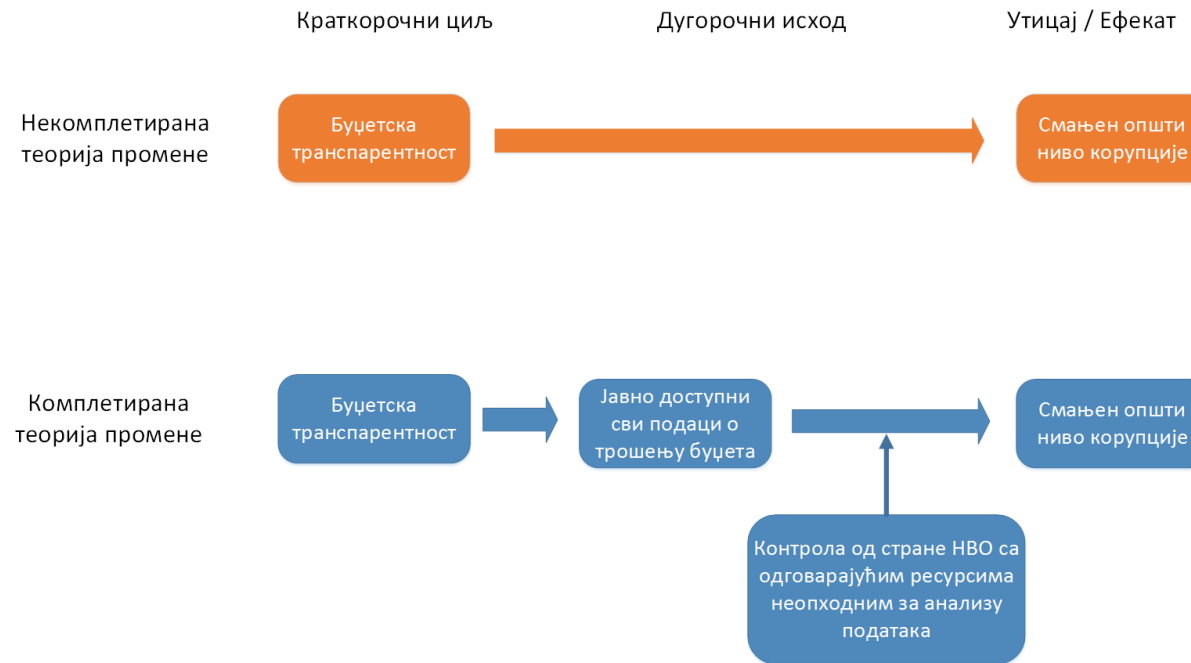 Краткорочни циљ
Дугорочни исход
Утицај / Ефекат
Некомплетирана
теорија промене
Буџетска
транспарентност
Смањен општи
ниво корупције
Комплетирана
теорија промене
Буџетска
транспарентност
Јавно доступни
сви подаци о
трошењу буџета
Смањен општи
ниво корупције
Контрола од стране НВО са
одговарајућим ресурсима
неопходним за анализу
података